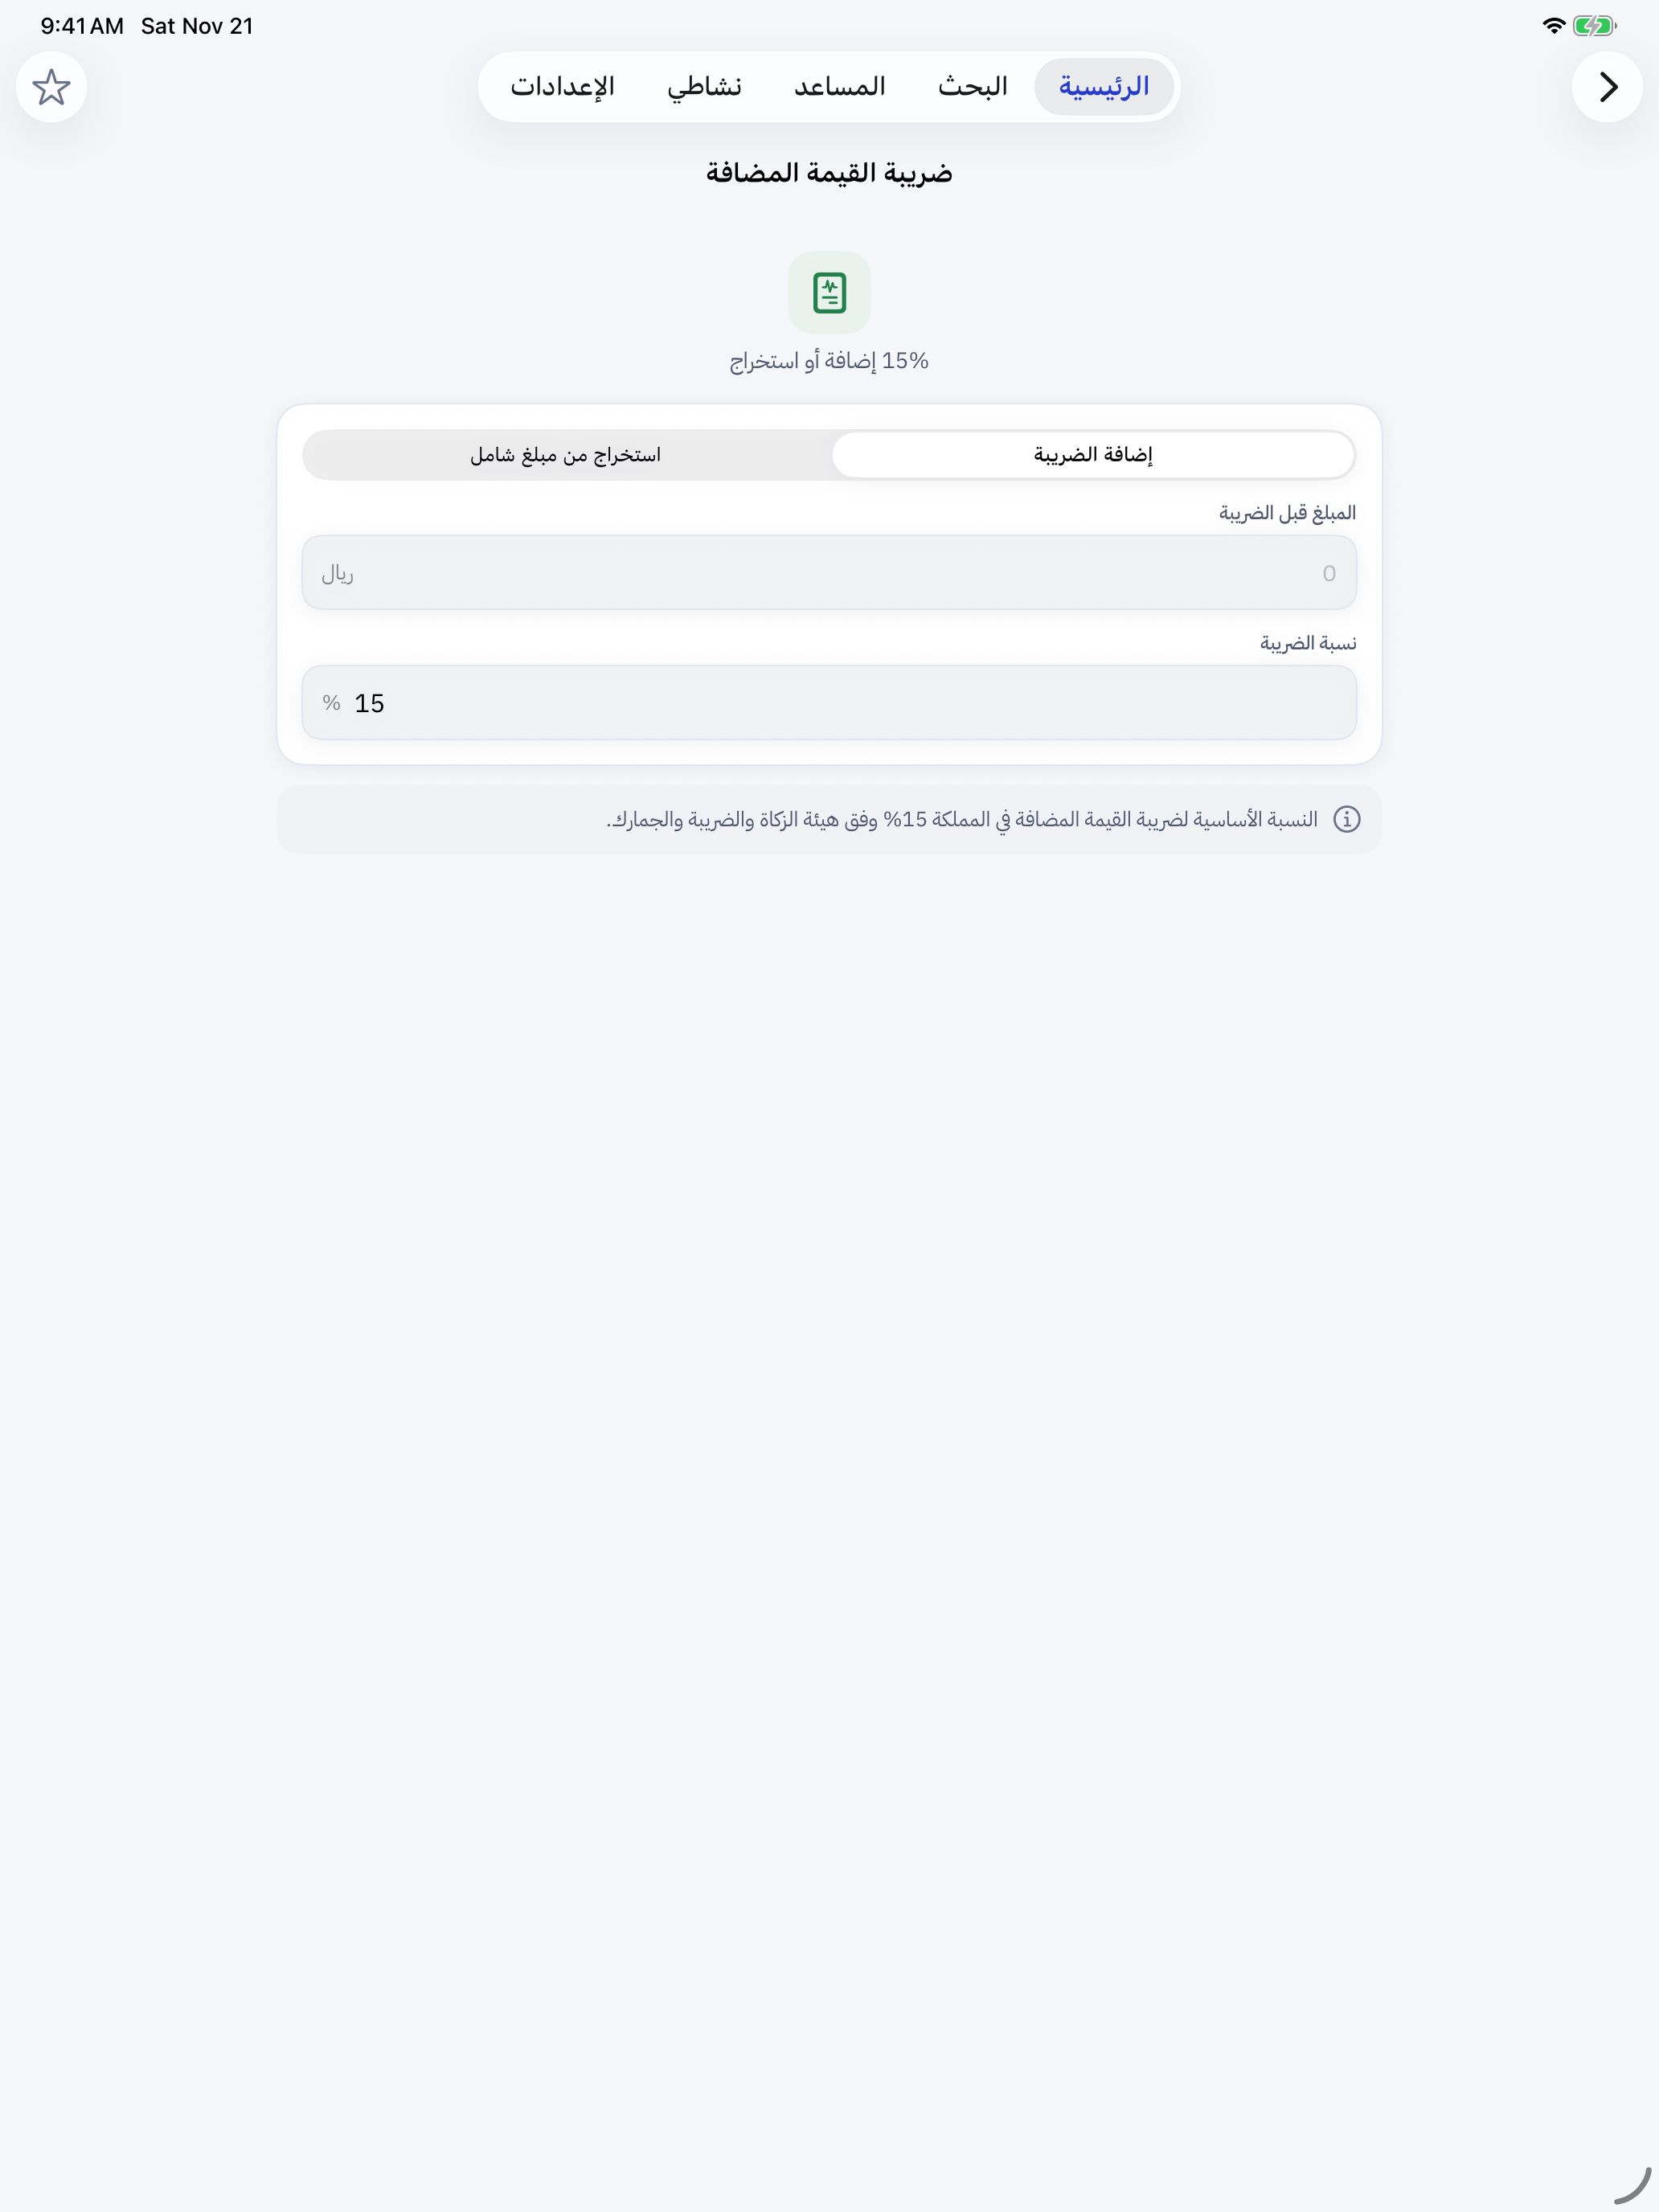 9:41 AM Sat Nov 21
الرئيسية البحث المساعد نشاطي الإعدادات
ضريبة القيمة المضافة
15% إضافة أو استخراج
إضافة الضريبة استخراج من مبلغ شامل
المبلغ قبل الضريبة
0 ريال
نسبة الضريبة
15 %
النسبة الأساسية لضريبة القيمة المضافة في المملكة 15% وفق هيئة الزكاة والضريبة والجمارك.